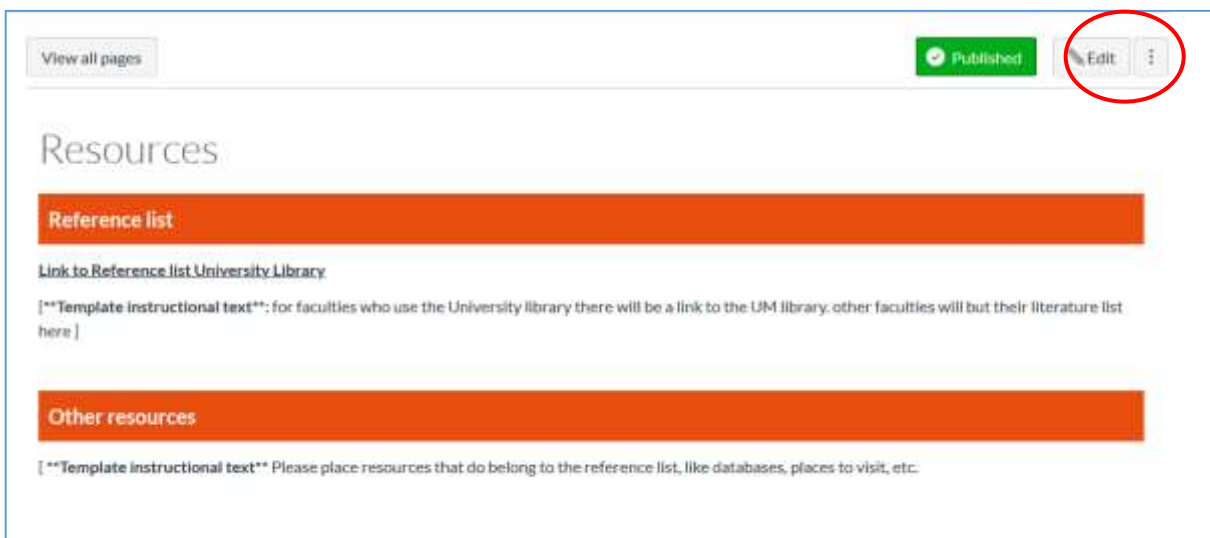 View all pages
Published
Edit
Resources
Reference list
Link to Reference list University Library
[**Template instructional text**: for faculties who use the University library there will be a link to the UM library. other faculties will but their literature list
here ]
Other resources
[ **Template instructional text** Please place resources that do belong to the reference list, like databases, places to visit, etc.